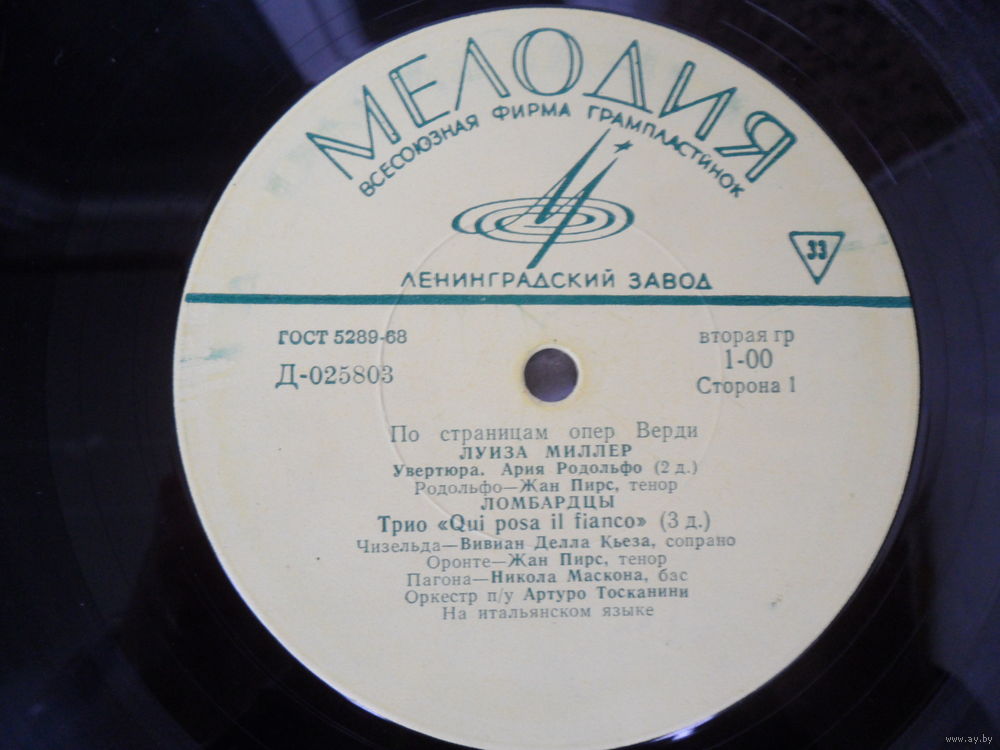 МЕЛОДИЯ
ВСЕСОЮЗНАЯ ФИРМА ГРАМПЛАСТИНОК
33
ЛЕНИНГРАДСКИЙ ЗАВОД
ГОСТ 5289-68
Д-025803
вторая гр
1-00
Сторона 1
По страницам опер Верди
ЛУИЗА МИЛЛЕР
Увертюра. Ария Родольфо (2 д.)
Родольфо—Жан Пирс, тенор
ЛОМБАРДЦЫ
Трио «Qui posa il fianco» (3 д.)
Чизельда—Вивиан Делла Кьеза, сопрано
Оронте—Жан Пирс, тенор
Пагона—Никола Маскона, бас
Оркестр п/у Артуро Тосканини
На итальянском языке
www.ay.by